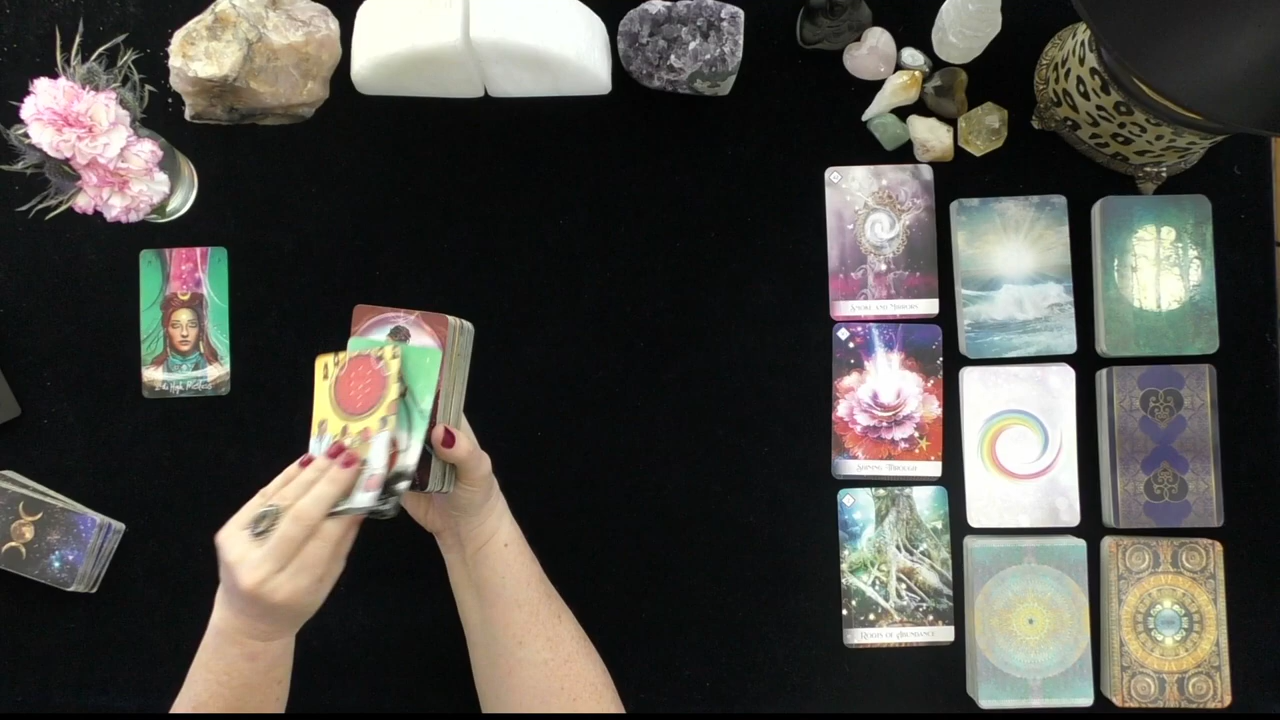 Smoke and Mirrors
the High Priestess
Shining Through
Roots of Abundance